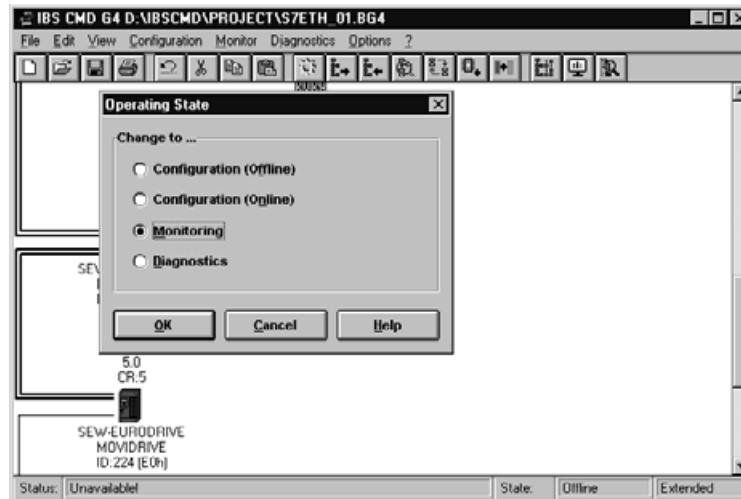 IBS CMD G4 D:\IBSCMD\PROJECT\S7ETH_01.BG4
File Edit View Configuration Monitor Diagnostics Options ?
Operating State
Change to ...
Configuration (Offline)
Configuration (Online)
Monitoring
Diagnostics
OK Cancel Help
SEW
5.0
CR:5
SEW-EURODRIVE
MOVIDRIVE
ID:224 (E0h)
Status: Unavailable! State: Offline Extended